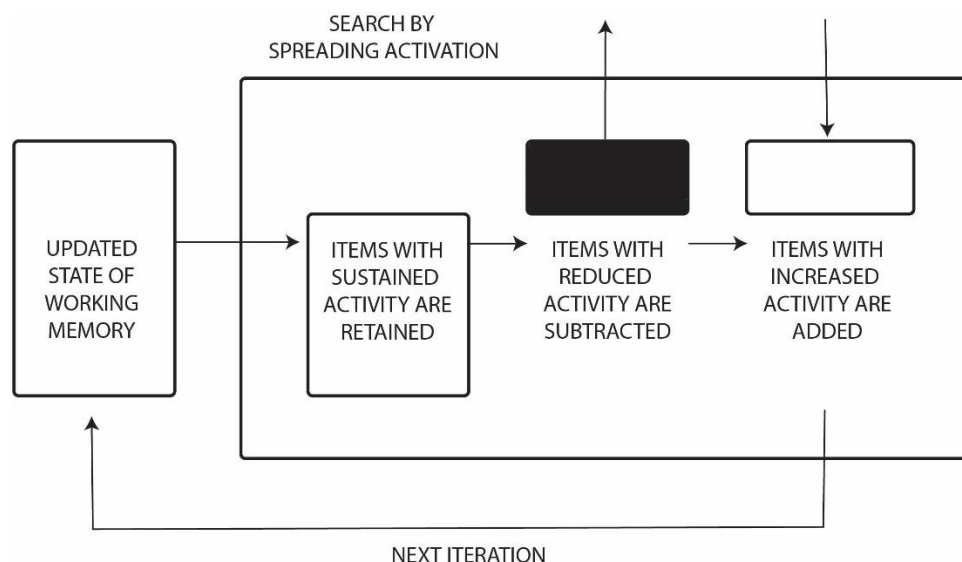 SEARCH BY
SPREADING ACTIVATION
UPDATED
STATE OF
WORKING
MEMORY
ITEMS WITH
SUSTAINED
ACTIVITY ARE
RETAINED
ITEMS WITH
REDUCED
ACTIVITY ARE
SUBTRACTED
ITEMS WITH
INCREASED
ACTIVITY ARE
ADDED
NEXT ITERATION